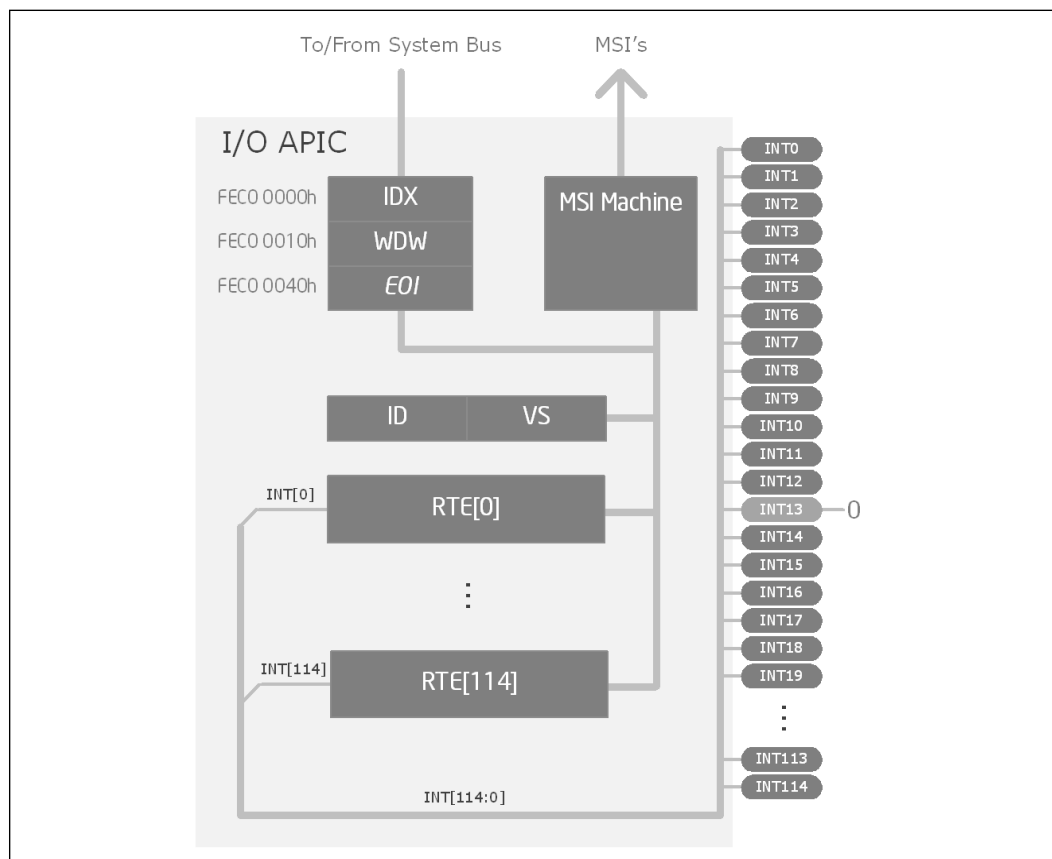 To/From System Bus
MSI's
I/O APIC
FEC0 0000h
IDX
FEC0 0010h
WDW
FEC0 0040h
EOI
MSI Machine
ID
VS
INT[0]
RTE[0]
⋮
INT[114]
RTE[114]
INT[114:0]
INT0
INT1
INT2
INT3
INT4
INT5
INT6
INT7
INT8
INT9
INT10
INT11
INT12
INT13
0
INT14
INT15
INT16
INT17
INT18
INT19
⋮
INT113
INT114